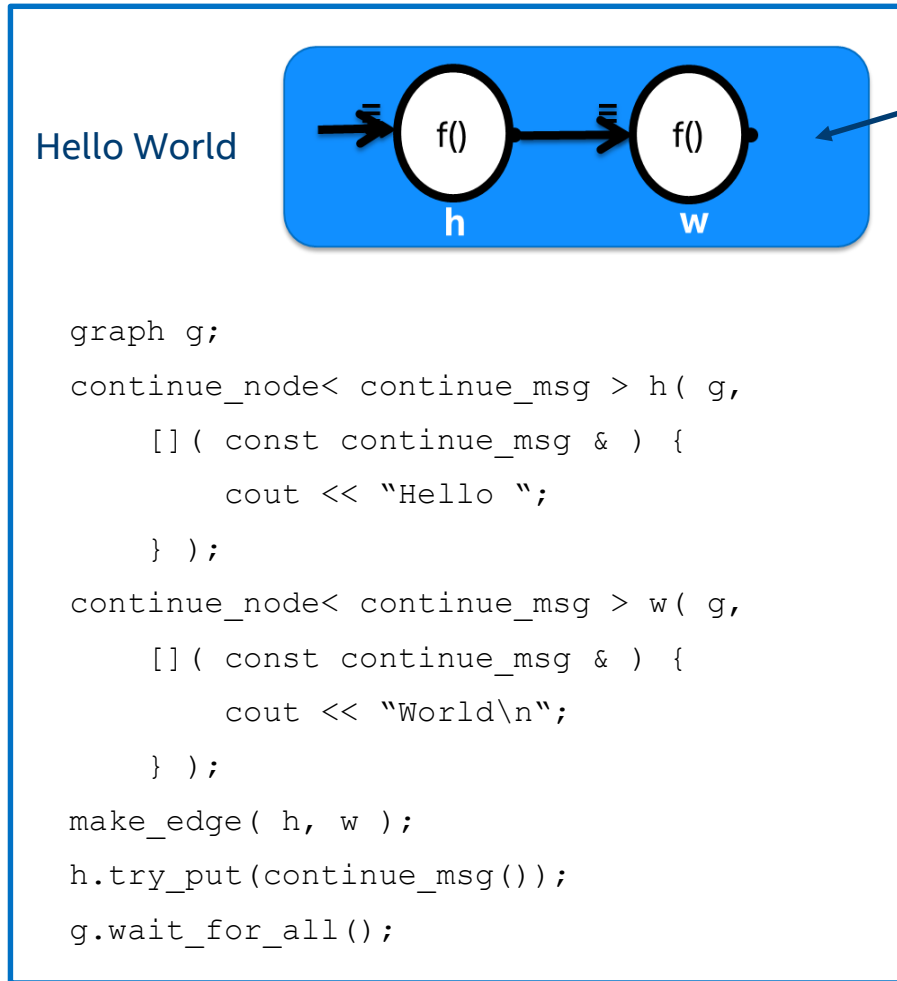 Hello World
f()
f()
h
w
graph g;
continue_node< continue_msg > h( g,
[]( const continue_msg & ) {
cout << “Hello “;
} );
continue_node< continue_msg > w( g,
[]( const continue_msg & ) {
cout << “World\n“;
} );
make_edge( h, w );
h.try_put(continue_msg());
g.wait_for_all();